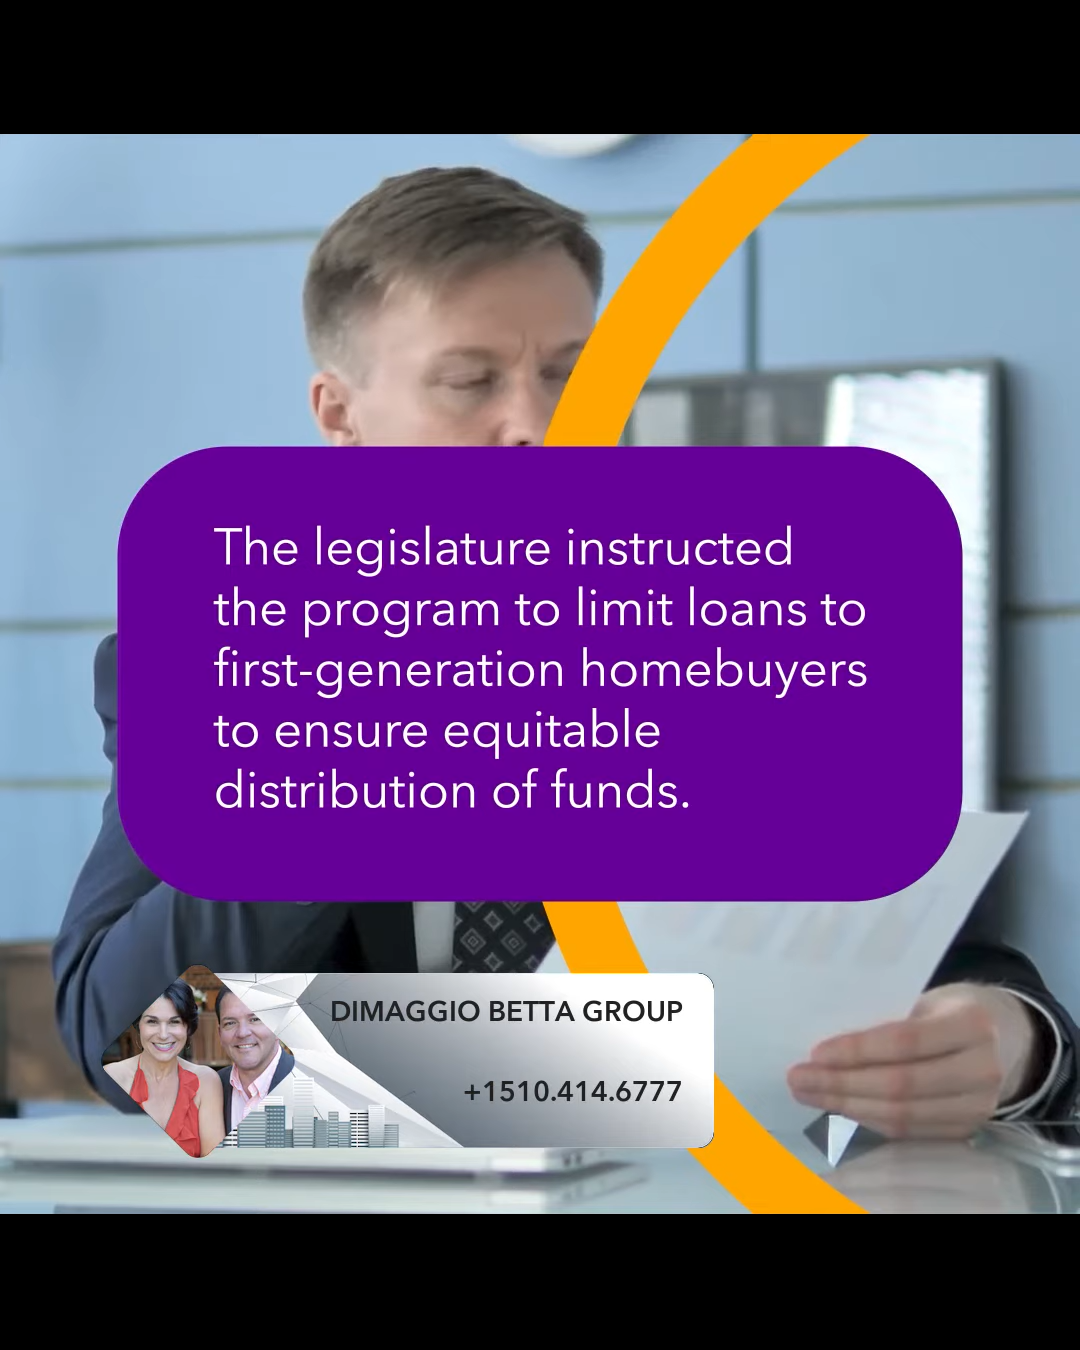 The legislature instructed
the program to limit loans to
first-generation homebuyers
to ensure equitable
distribution of funds.
DIMAGGIO BETTA GROUP
+1510.414.6777